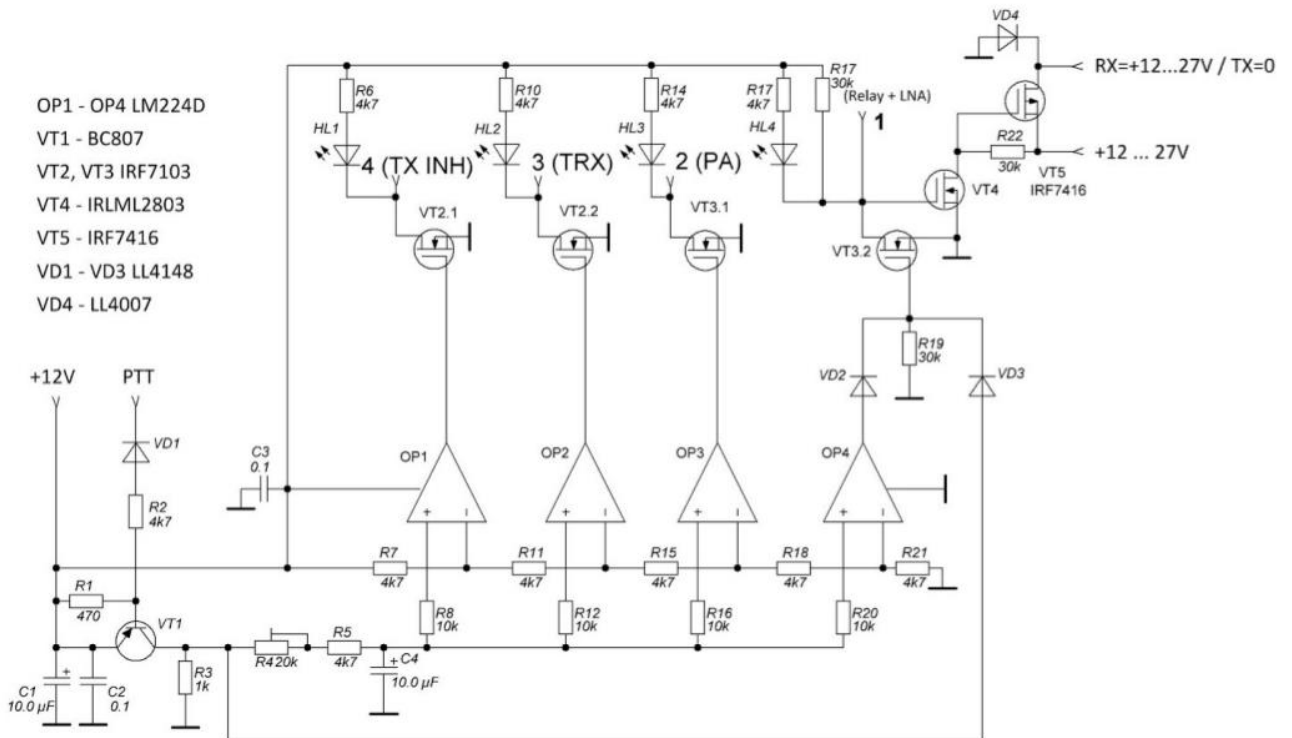 VD4
RX=+12...27V / TX=0
OP1 - OP4 LM224D
VT1 - BC807
VT2, VT3 IRF7103
VT4 - IRLML2803
VT5 - IRF7416
VD1 - VD3 LL4148
VD4 - LL4007
R6
4k7
R10
4k7
R14
4k7
R17
4k7
R17
30k
(Relay + LNA)
1
HL1
HL2
HL3
HL4
4 (TX INH)
3 (TRX)
2 (PA)
R22
30k
+12 ... 27V
VT4
VT5
IRF7416
VT2.1
VT2.2
VT3.1
VT3.2
R19
30k
VD2
VD3
+12V
PTT
VD1
R2
4k7
C3
0.1
OP1
OP2
OP3
OP4
+ −
+ −
+ −
+ −
R7
4k7
R11
4k7
R15
4k7
R18
4k7
R21
4k7
R1
470
VT1
R8
10k
R12
10k
R16
10k
R20
10k
R4 20k
R5
4k7
R3
1k
+
C4
10.0 µF
+
C1
10.0 µF
C2
0.1